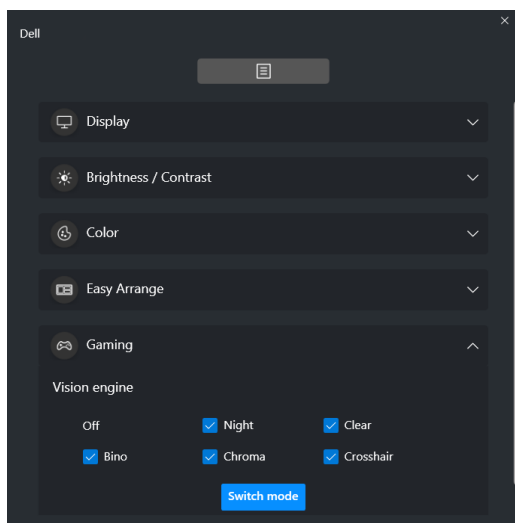 Dell
Display
Brightness / Contrast
Color
Easy Arrange
Gaming
Vision engine
Off Night Clear
Bino Chroma Crosshair
Switch mode